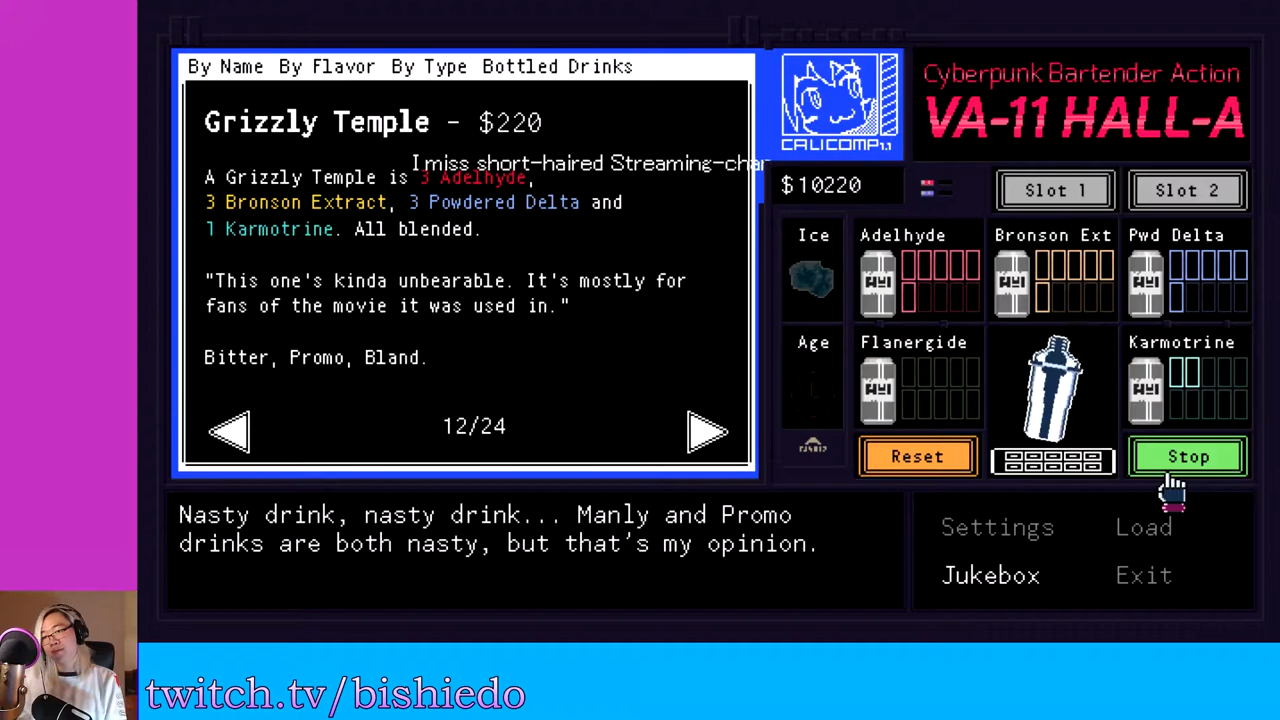 By Name By Flavor By Type Bottled Drinks
Grizzly Temple - $220
I miss short-haired Streaming-chan
A Grizzly Temple is 3 Adelhyde,
3 Bronson Extract, 3 Powdered Delta and
1 Karmotrine. All blended.
"This one's kinda unbearable. It's mostly for
fans of the movie it was used in."
Bitter, Promo, Bland.
12/24
CALICOMP1.1
Cyberpunk Bartender Action
VA-11 HALL-A
$10220
Slot 1
Slot 2
Ice
Adelhyde
Bronson Ext
Pwd Delta
Age
Flanergide
Karmotrine
Reset
Stop
Nasty drink, nasty drink... Manly and Promo
drinks are both nasty, but that's my opinion.
Settings
Load
Jukebox
Exit
twitch.tv/bishiedo